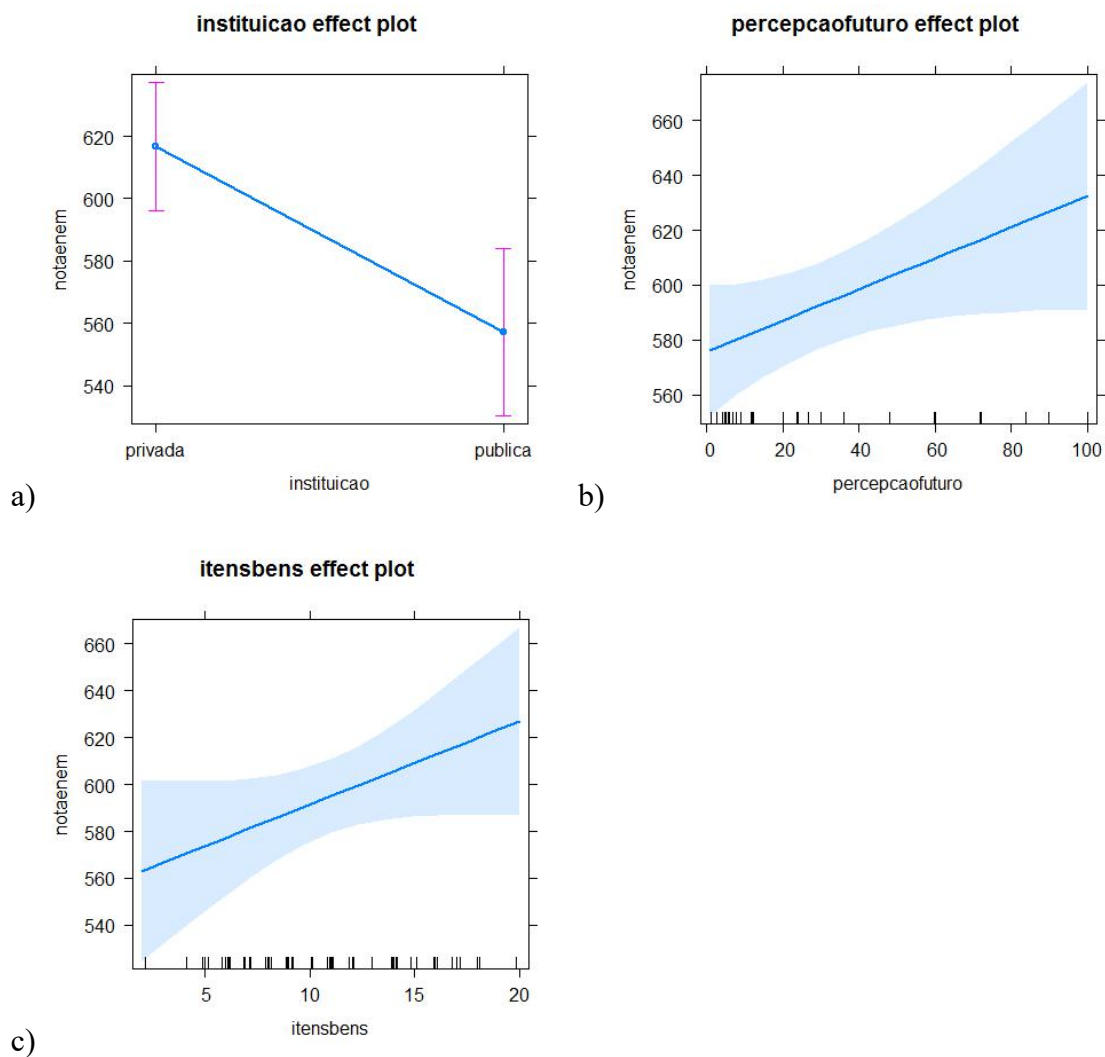 instituicao effect plot
620
600
580
560
540
notaenem
privada
publica
instituicao
a)
percepcaofuturo effect plot
660
640
620
600
580
560
notaenem
0 20 40 60 80 100
percepcaofuturo
b)
itensbens effect plot
660
640
620
600
580
560
540
notaenem
5 10 15 20
itensbens
c)